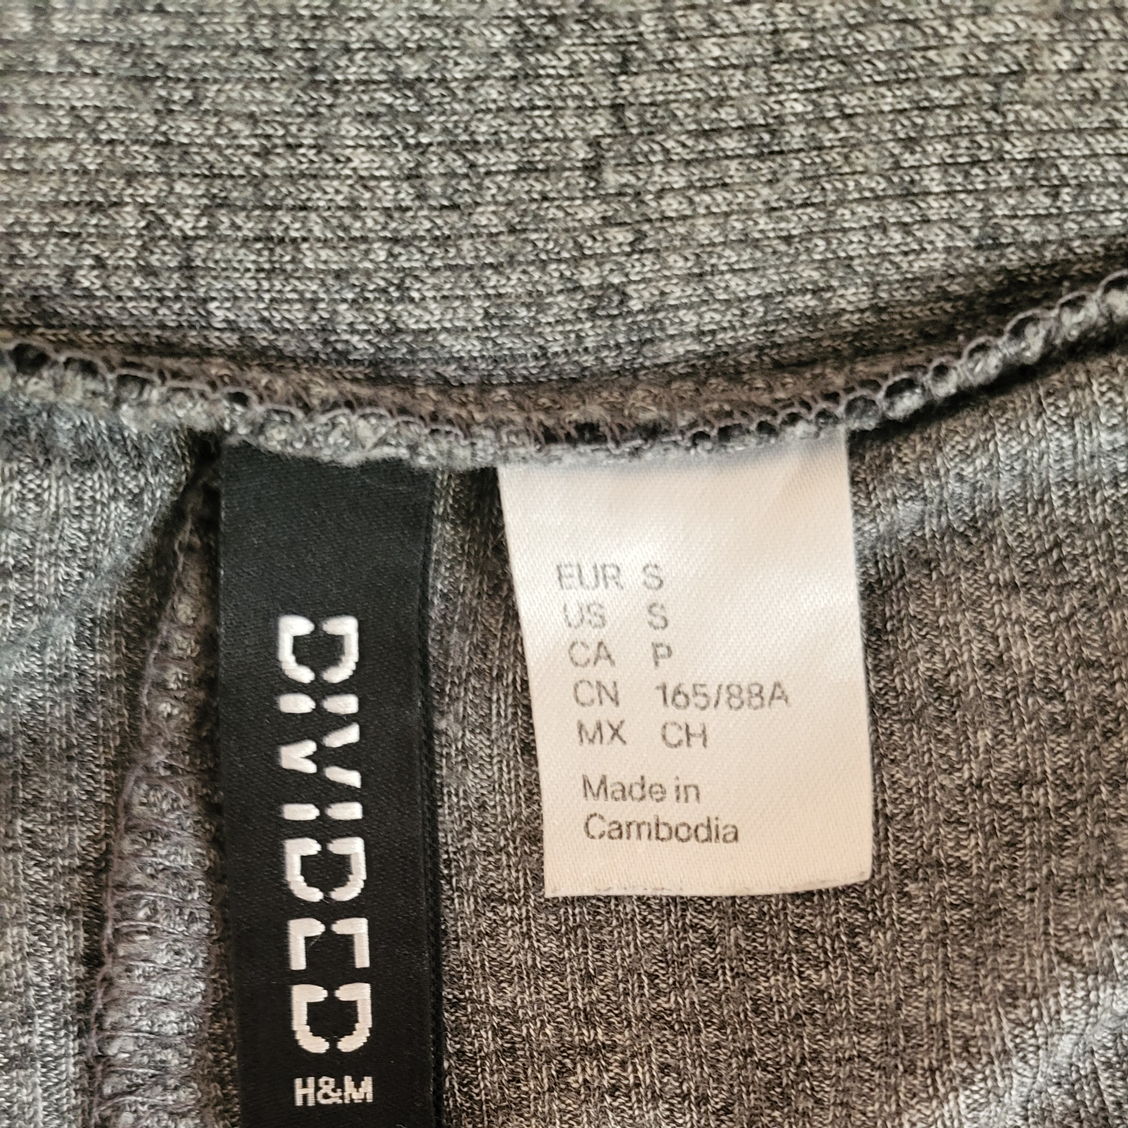 DIVIDED
H&M
EUR S
US S
CA P
CN 165/88A
MX CH
Made in
Cambodia